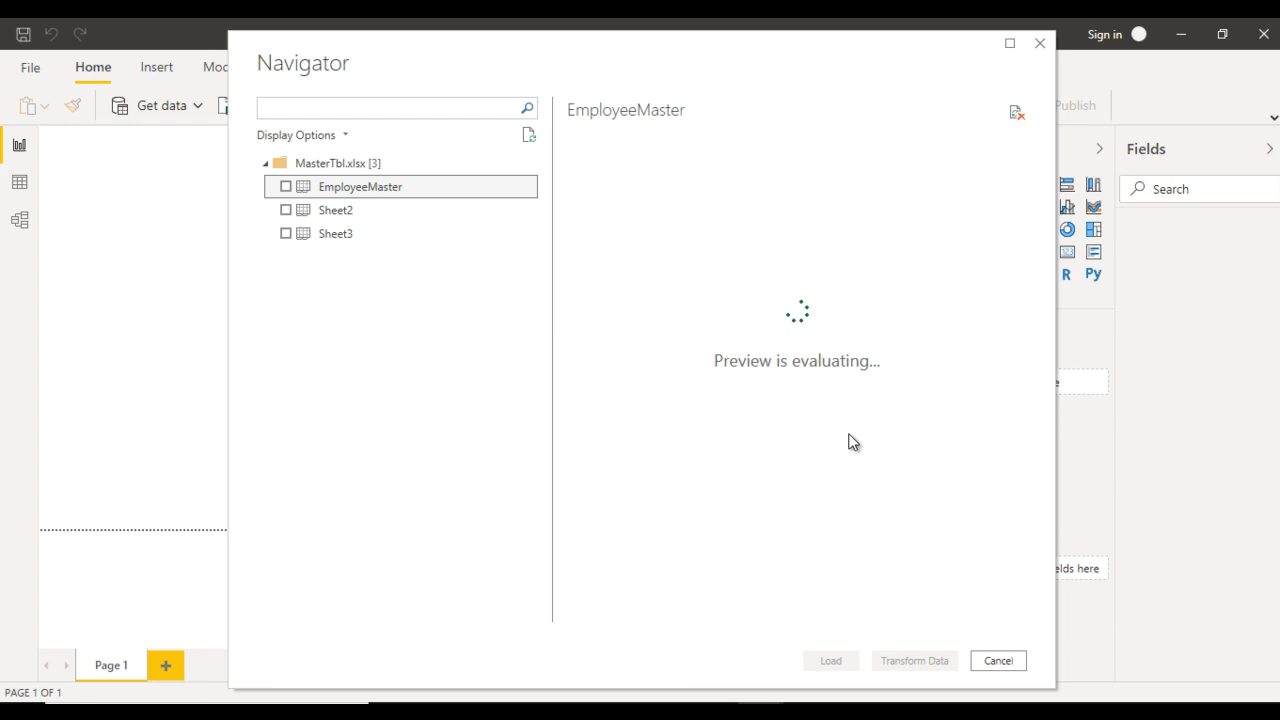 Sign in
File
Home
Insert
Mod
Get data
Publish
Navigator
Display Options
MasterTbl.xlsx [3]
EmployeeMaster
Sheet2
Sheet3
EmployeeMaster
Preview is evaluating...
Load
Transform Data
Cancel
R
Py
e
elds here
Fields
Search
Page 1
PAGE 1 OF 1